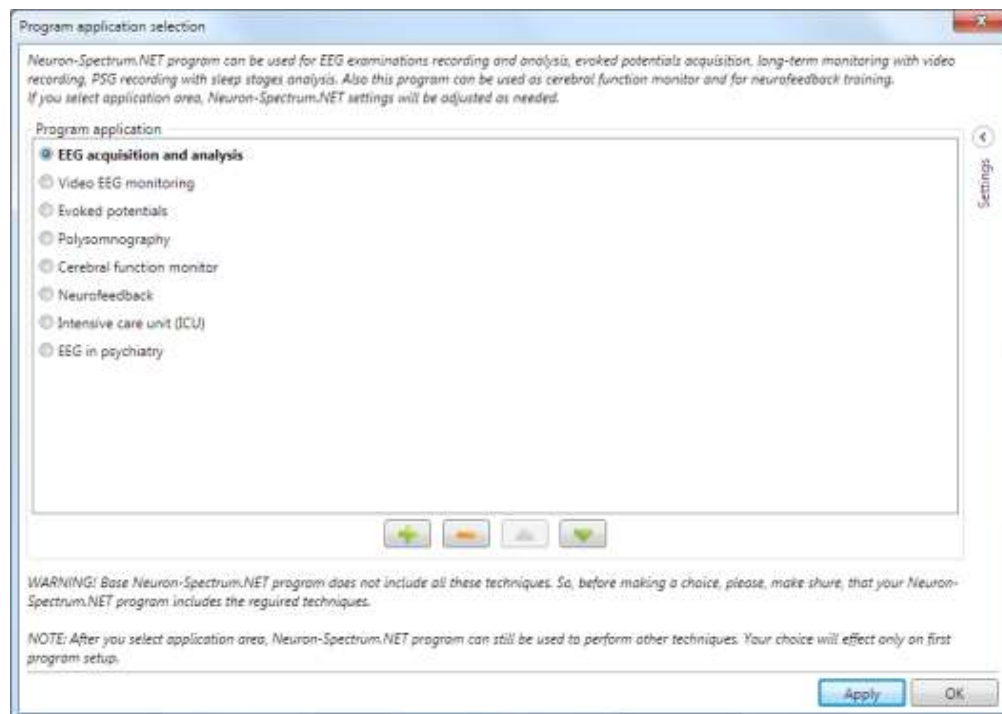 Program application selection
Neuron-Spectrum.NET program can be used for EEG examinations recording and analysis, evoked potentials acquisition, long-term monitoring with video
recording, PSG recording with sleep stages analysis. Also this program can be used as cerebral function monitor and for neurofeedback training.
If you select application area, Neuron-Spectrum.NET settings will be adjusted as needed.
Program application
EEG acquisition and analysis
Video EEG monitoring
Evoked potentials
Polysomnography
Cerebral function monitor
Neurofeedback
Intensive care unit (ICU)
EEG in psychiatry
Settings
WARNING! Base Neuron-Spectrum.NET program does not include all these techniques. So, before making a choice, please, make shure, that your Neuron-
Spectrum.NET program includes the required techniques.
NOTE: After you select application area, Neuron-Spectrum.NET program can still be used to perform other techniques. Your choice will effect only on first
program setup.
Apply
OK